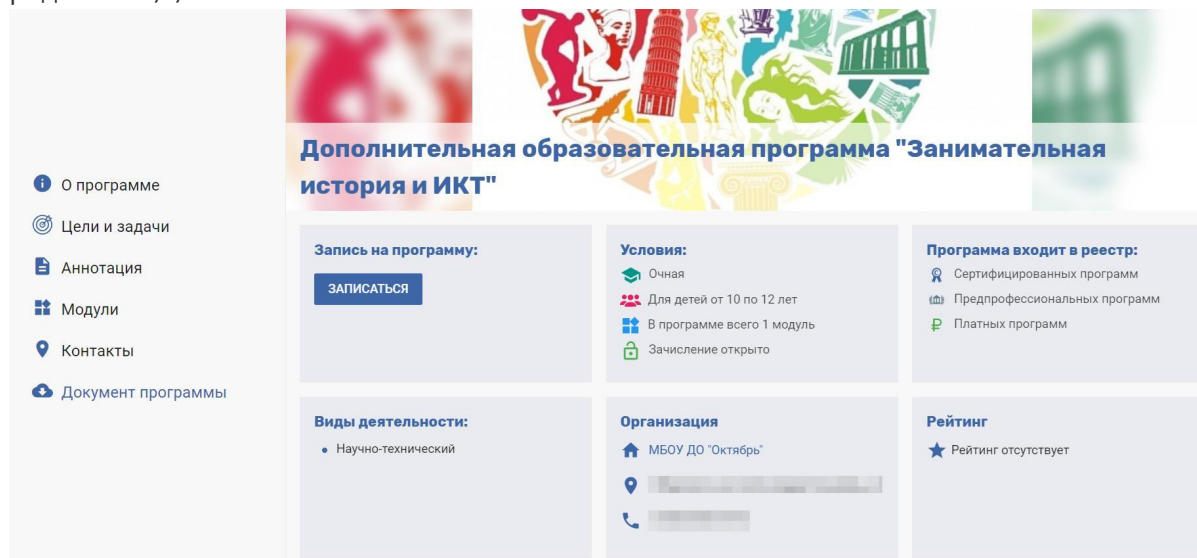 Дополнительная образовательная программа "Занимательная
история и ИКТ"
О программе
Цели и задачи
Аннотация
Модули
Контакты
Документ программы
Запись на программу:
ЗАПИСАТЬСЯ
Условия:
Очная
Для детей от 10 по 12 лет
В программе всего 1 модуль
Зачисление открыто
Программа входит в реестр:
Сертифицированных программ
Предпрофессиональных программ
Платных программ
Виды деятельности:
Научно-технический
Организация
МБОУ ДО "Октябрь"
Рейтинг
Рейтинг отсутствует